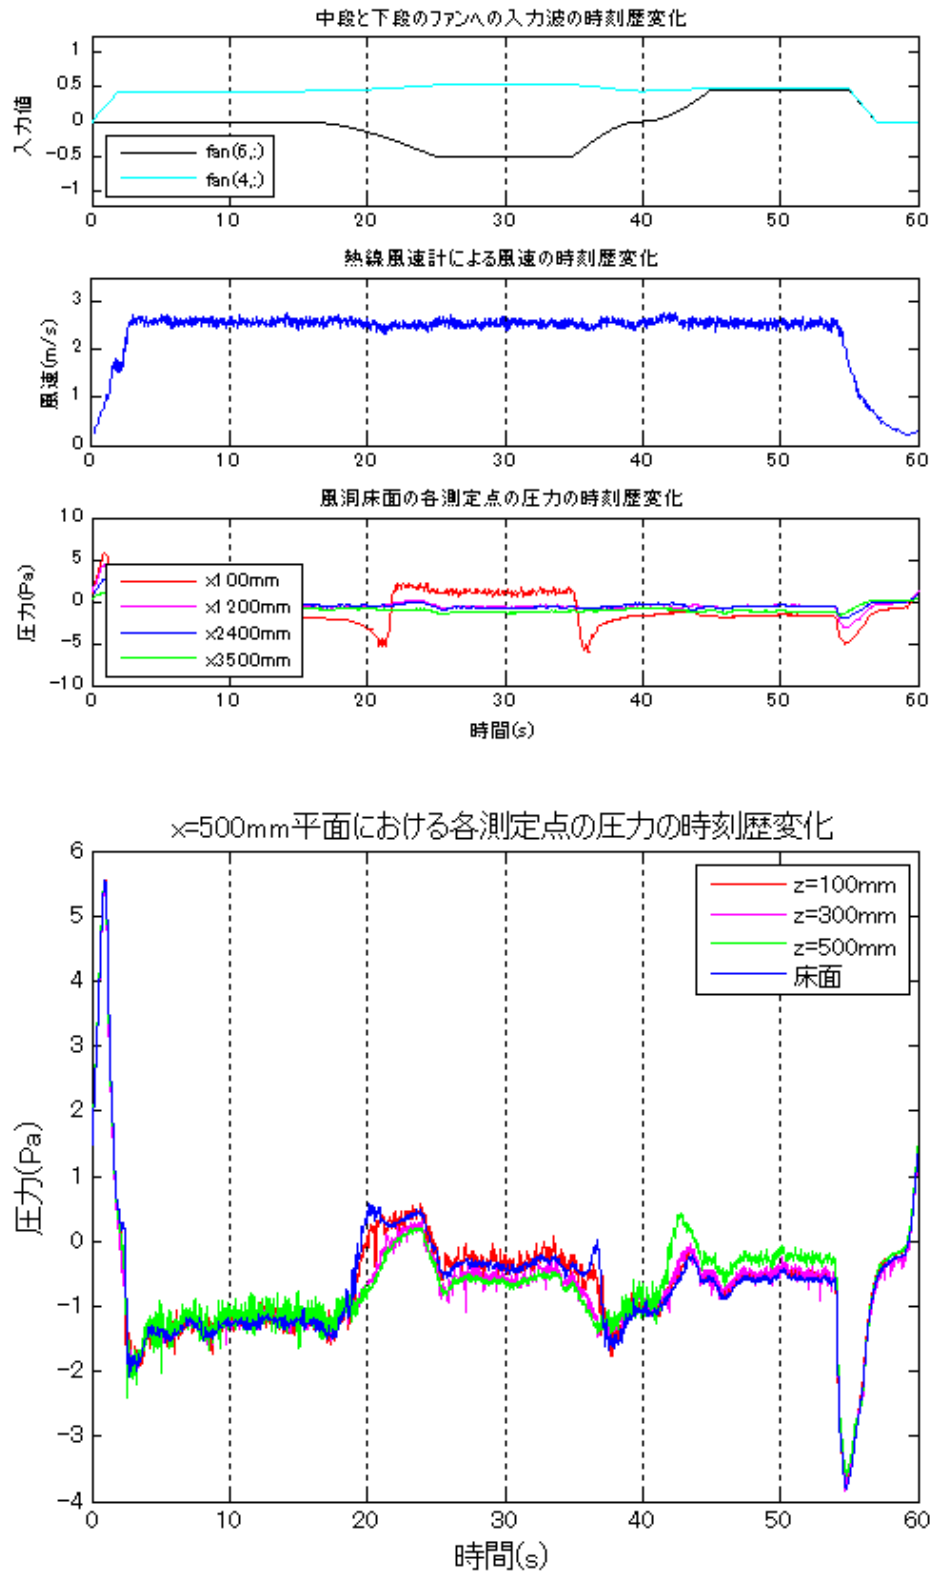 中段と下段のファンへの入力波の時刻歴変化
入力値
1
0.5
0
-0.5
-1
fan(6,:)
fan(4,:)
0 10 20 30 40 50 60
熱線風速計による風速の時刻歴変化
風速(m/s)
3
2
1
0
0 10 20 30 40 50 60
風洞床面の各測定点の圧力の時刻歴変化
圧力(Pa)
10
5
0
-5
-10
x100mm
x1200mm
x2400mm
x3500mm
0 10 20 30 40 50 60
時間(s)
x=500mm平面における各測定点の圧力の時刻歴変化
圧力(Pa)
6
5
4
3
2
1
0
-1
-2
-3
-4
z=100mm
z=300mm
z=500mm
床面
0 10 20 30 40 50 60
時間(s)